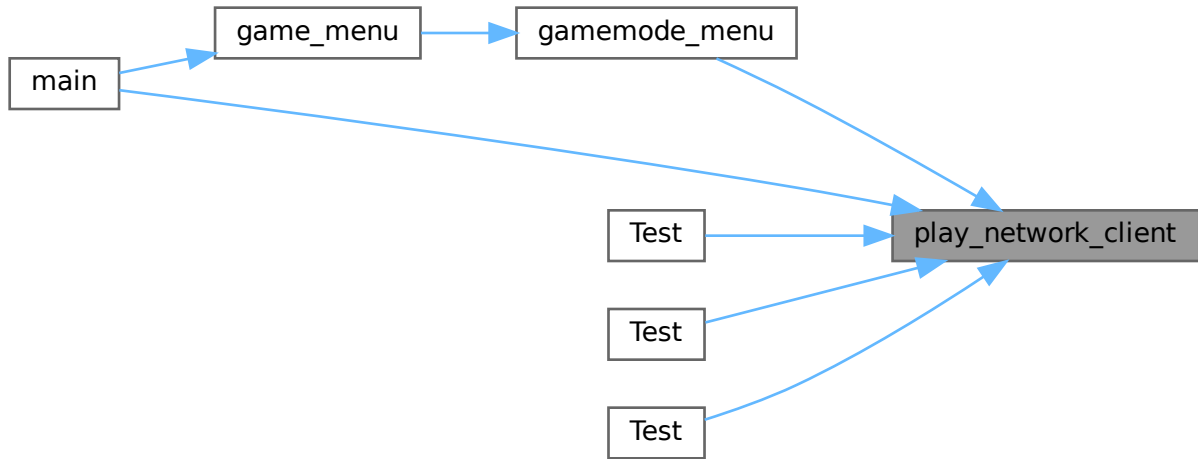 game_menu
gamemode_menu
main
Test
play_network_client
Test
Test